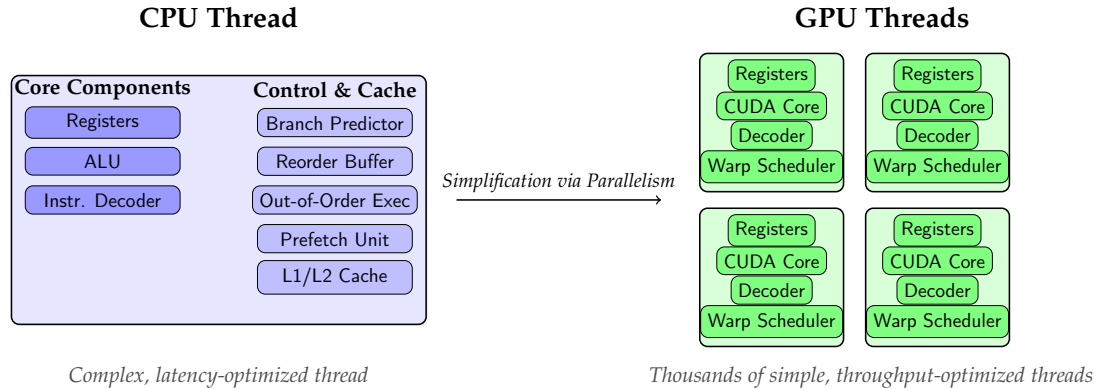 CPU Thread
GPU Threads
Core Components
Registers
ALU
Instr. Decoder
Control & Cache
Branch Predictor
Reorder Buffer
Out-of-Order Exec
Prefetch Unit
L1/L2 Cache
Simplification via Parallelism
Registers
CUDA Core
Decoder
Warp Scheduler
Registers
CUDA Core
Decoder
Warp Scheduler
Registers
CUDA Core
Decoder
Warp Scheduler
Registers
CUDA Core
Decoder
Warp Scheduler
Complex, latency-optimized thread
Thousands of simple, throughput-optimized threads